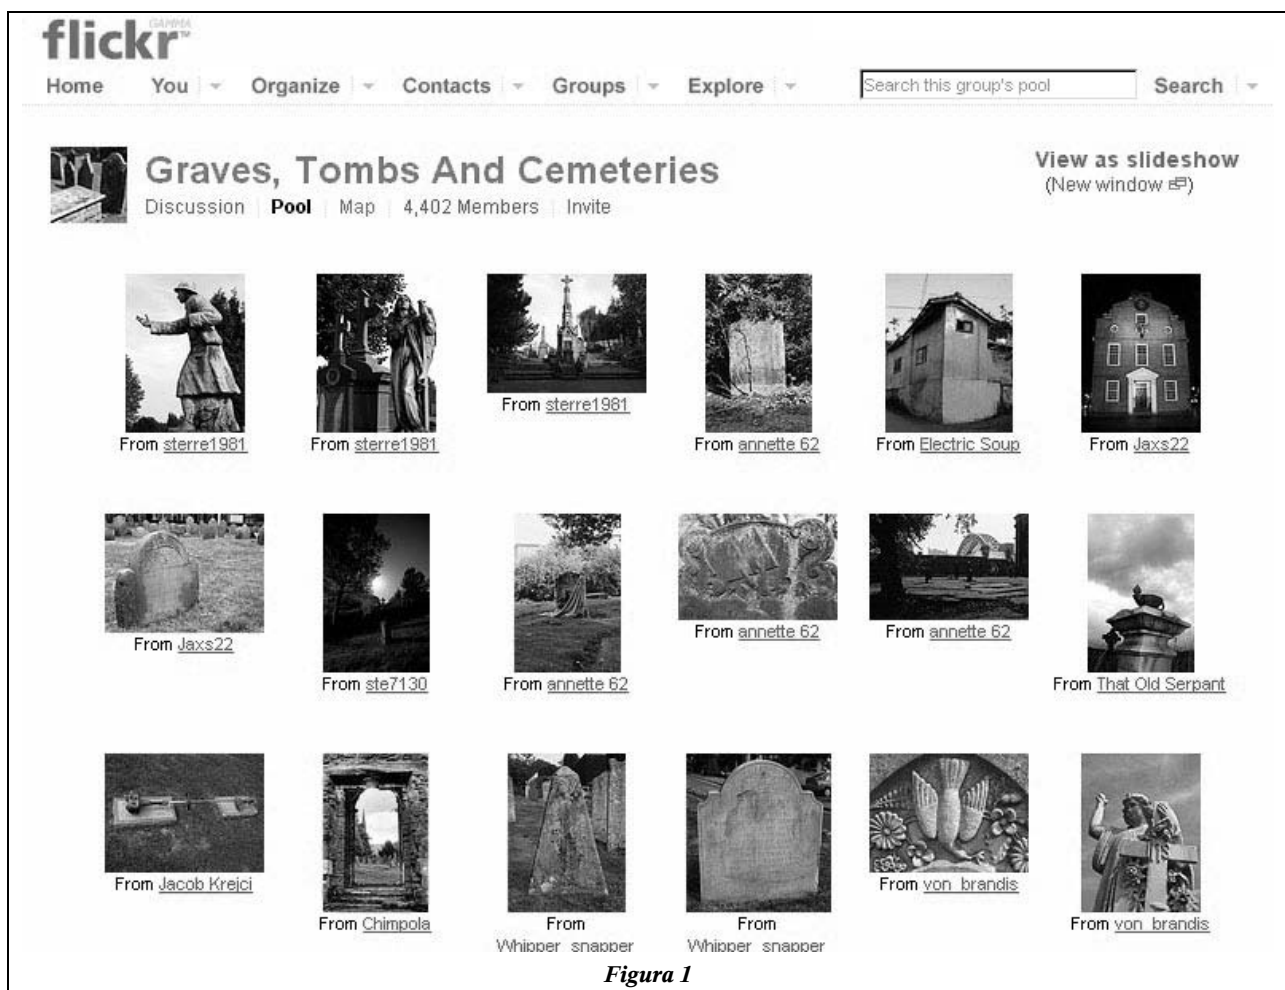 GAMMA
flickr™
Home You Organize Contacts Groups Explore Search this group's pool Search
Graves, Tombs And Cemeteries
View as slideshow
(New window)
Discussion Pool Map 4,402 Members Invite
From sterre1981 From sterre1981 From sterre1981 From annette 62 From Electric Soup From Jaxs22
From Jaxs22 From ste7130 From annette 62 From annette 62 From annette 62 From That Old Serpant
From Jacob Krejci From Chimpola From From From von_brandis From von_brandis
Whipper_snapper Whipper_snapper
Figura 1